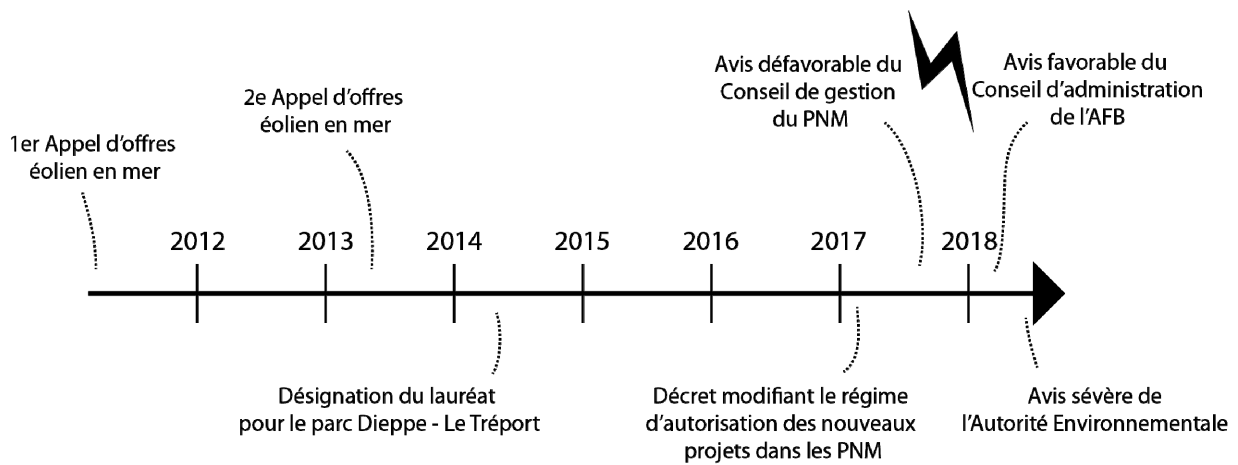 1er Appel d'offres
éolien en mer
2e Appel d'offres
éolien en mer
Avis défavorable du
Conseil de gestion
du PNM
Avis favorable du
Conseil d'administration
de l'AFB
2012
2013
2014
2015
2016
2017
2018
Désignation du lauréat
pour le parc Dieppe - Le Tréport
Décret modifiant le régime
d'autorisation des nouveaux
projets dans les PNM
Avis sévère de
l'Autorité Environnementale